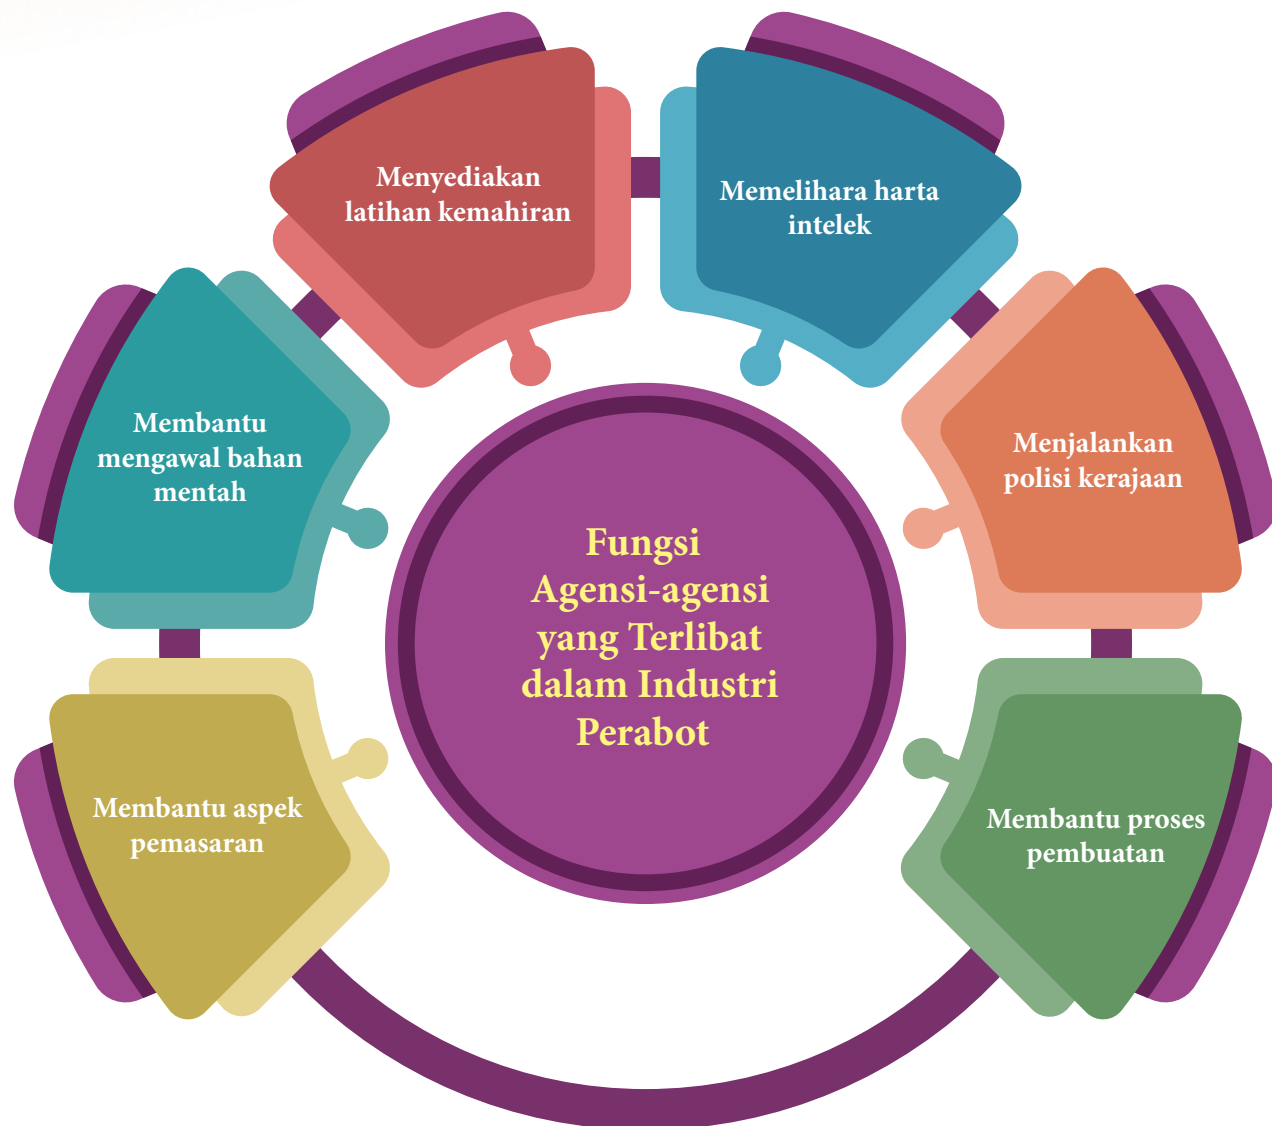 Menyediakan
latihan kemahiran
Memelihara harta
intelek
Membantu
mengawal bahan
mentah
Menjalankan
polisi kerajaan
Fungsi
Agensi-agensi
yang Terlibat
dalam Industri
Perabot
Membantu aspek
pemasaran
Membantu proses
pembuatan